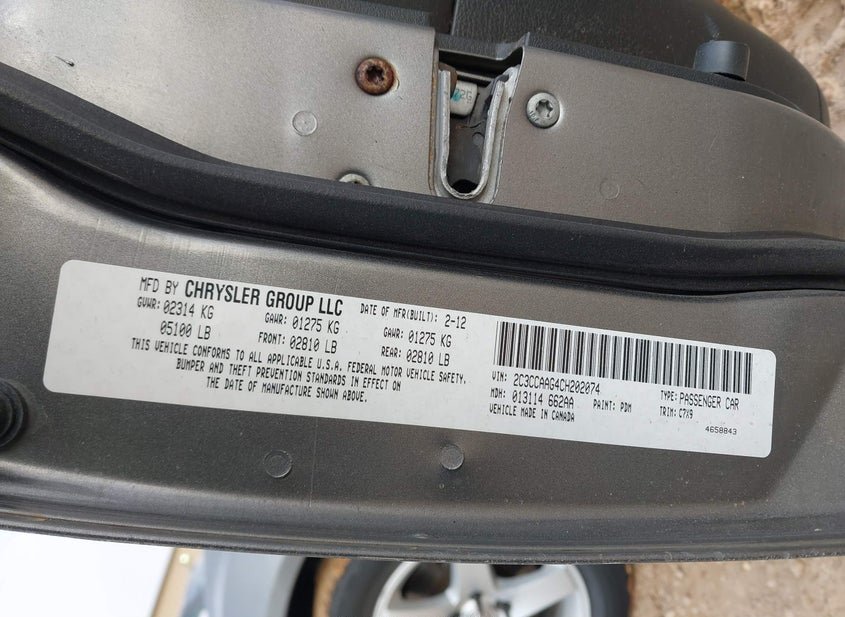 MFD BY CHRYSLER GROUP LLC DATE OF MFR(BUILT): 2-12
GVWR: 02314 KG GAWR: 01275 KG GAWR: 01275 KG
05100 LB FRONT: 02810 LB REAR: 02810 LB
THIS VEHICLE CONFORMS TO ALL APPLICABLE U.S.A. FEDERAL MOTOR VEHICLE SAFETY,
BUMPER AND THEFT PREVENTION STANDARDS IN EFFECT ON
THE DATE OF MANUFACTURE SHOWN ABOVE.
VIN: 2C3CCAAG4CH202074 TYPE: PASSENGER CAR
MDH: 013114 662AA PAINT: PDM TRIM: C7X9
VEHICLE MADE IN CANADA 4658843